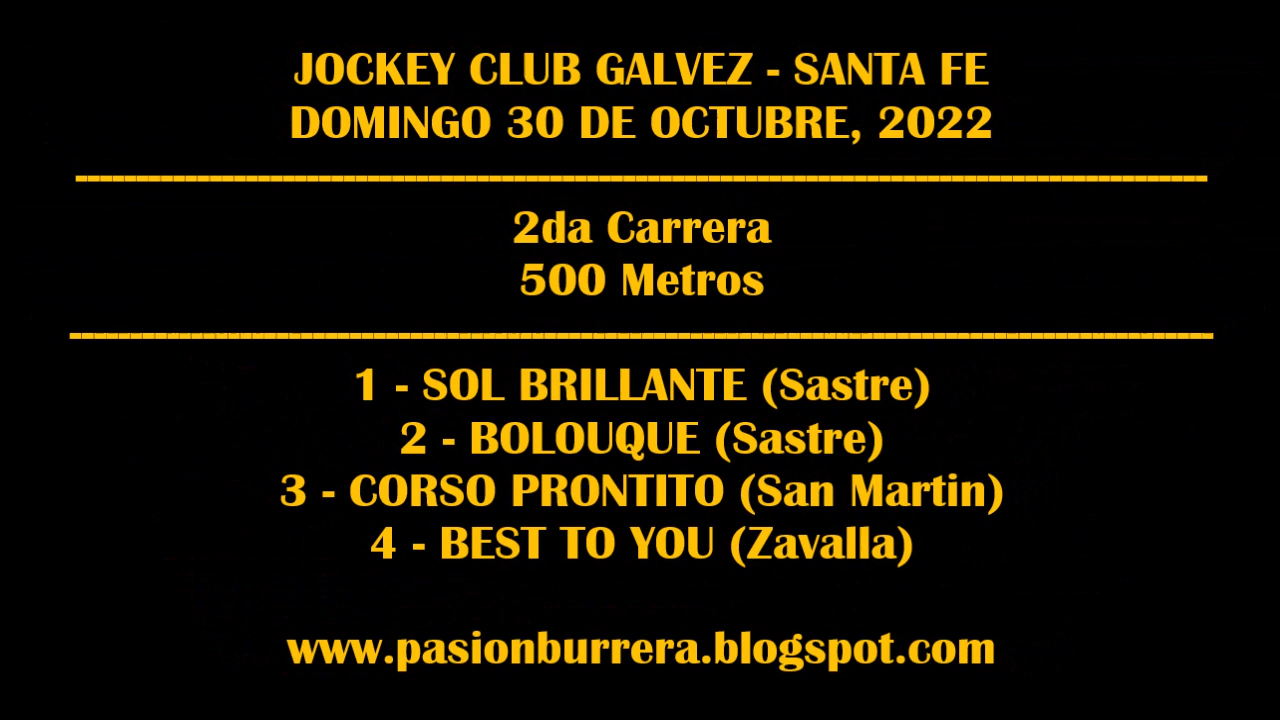 JOCKEY CLUB GALVEZ - SANTA FE
DOMINGO 30 DE OCTUBRE, 2022
2da Carrera
500 Metros
1 - SOL BRILLANTE (Sastre)
2 - BOLOUQUE (Sastre)
3 - CORSO PRONTITO (San Martin)
4 - BEST TO YOU (Zavalla)
www.pasionburrera.blogspot.com